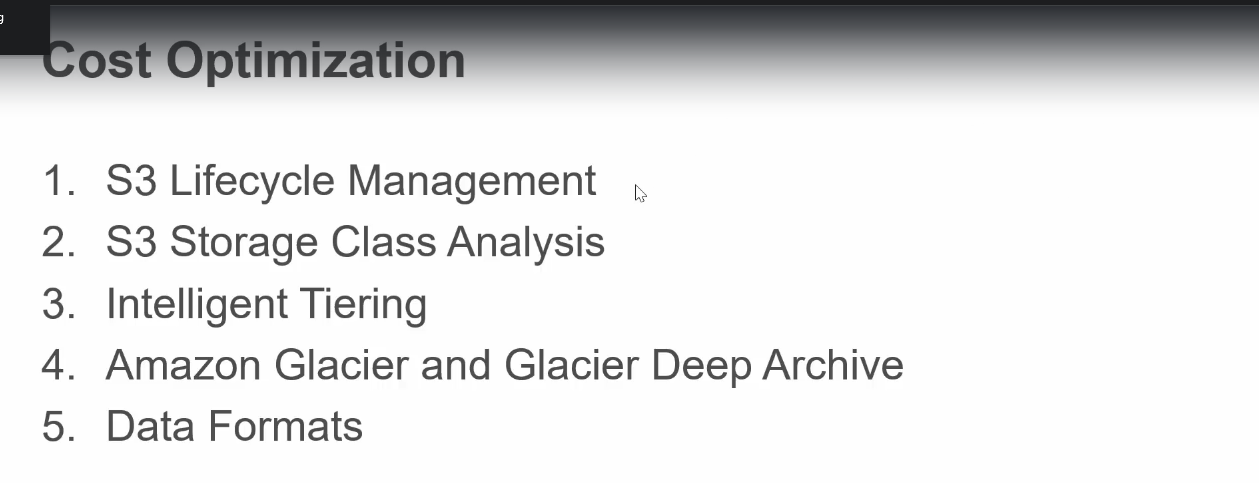 Cost Optimization
1. S3 Lifecycle Management
2. S3 Storage Class Analysis
3. Intelligent Tiering
4. Amazon Glacier and Glacier Deep Archive
5. Data Formats